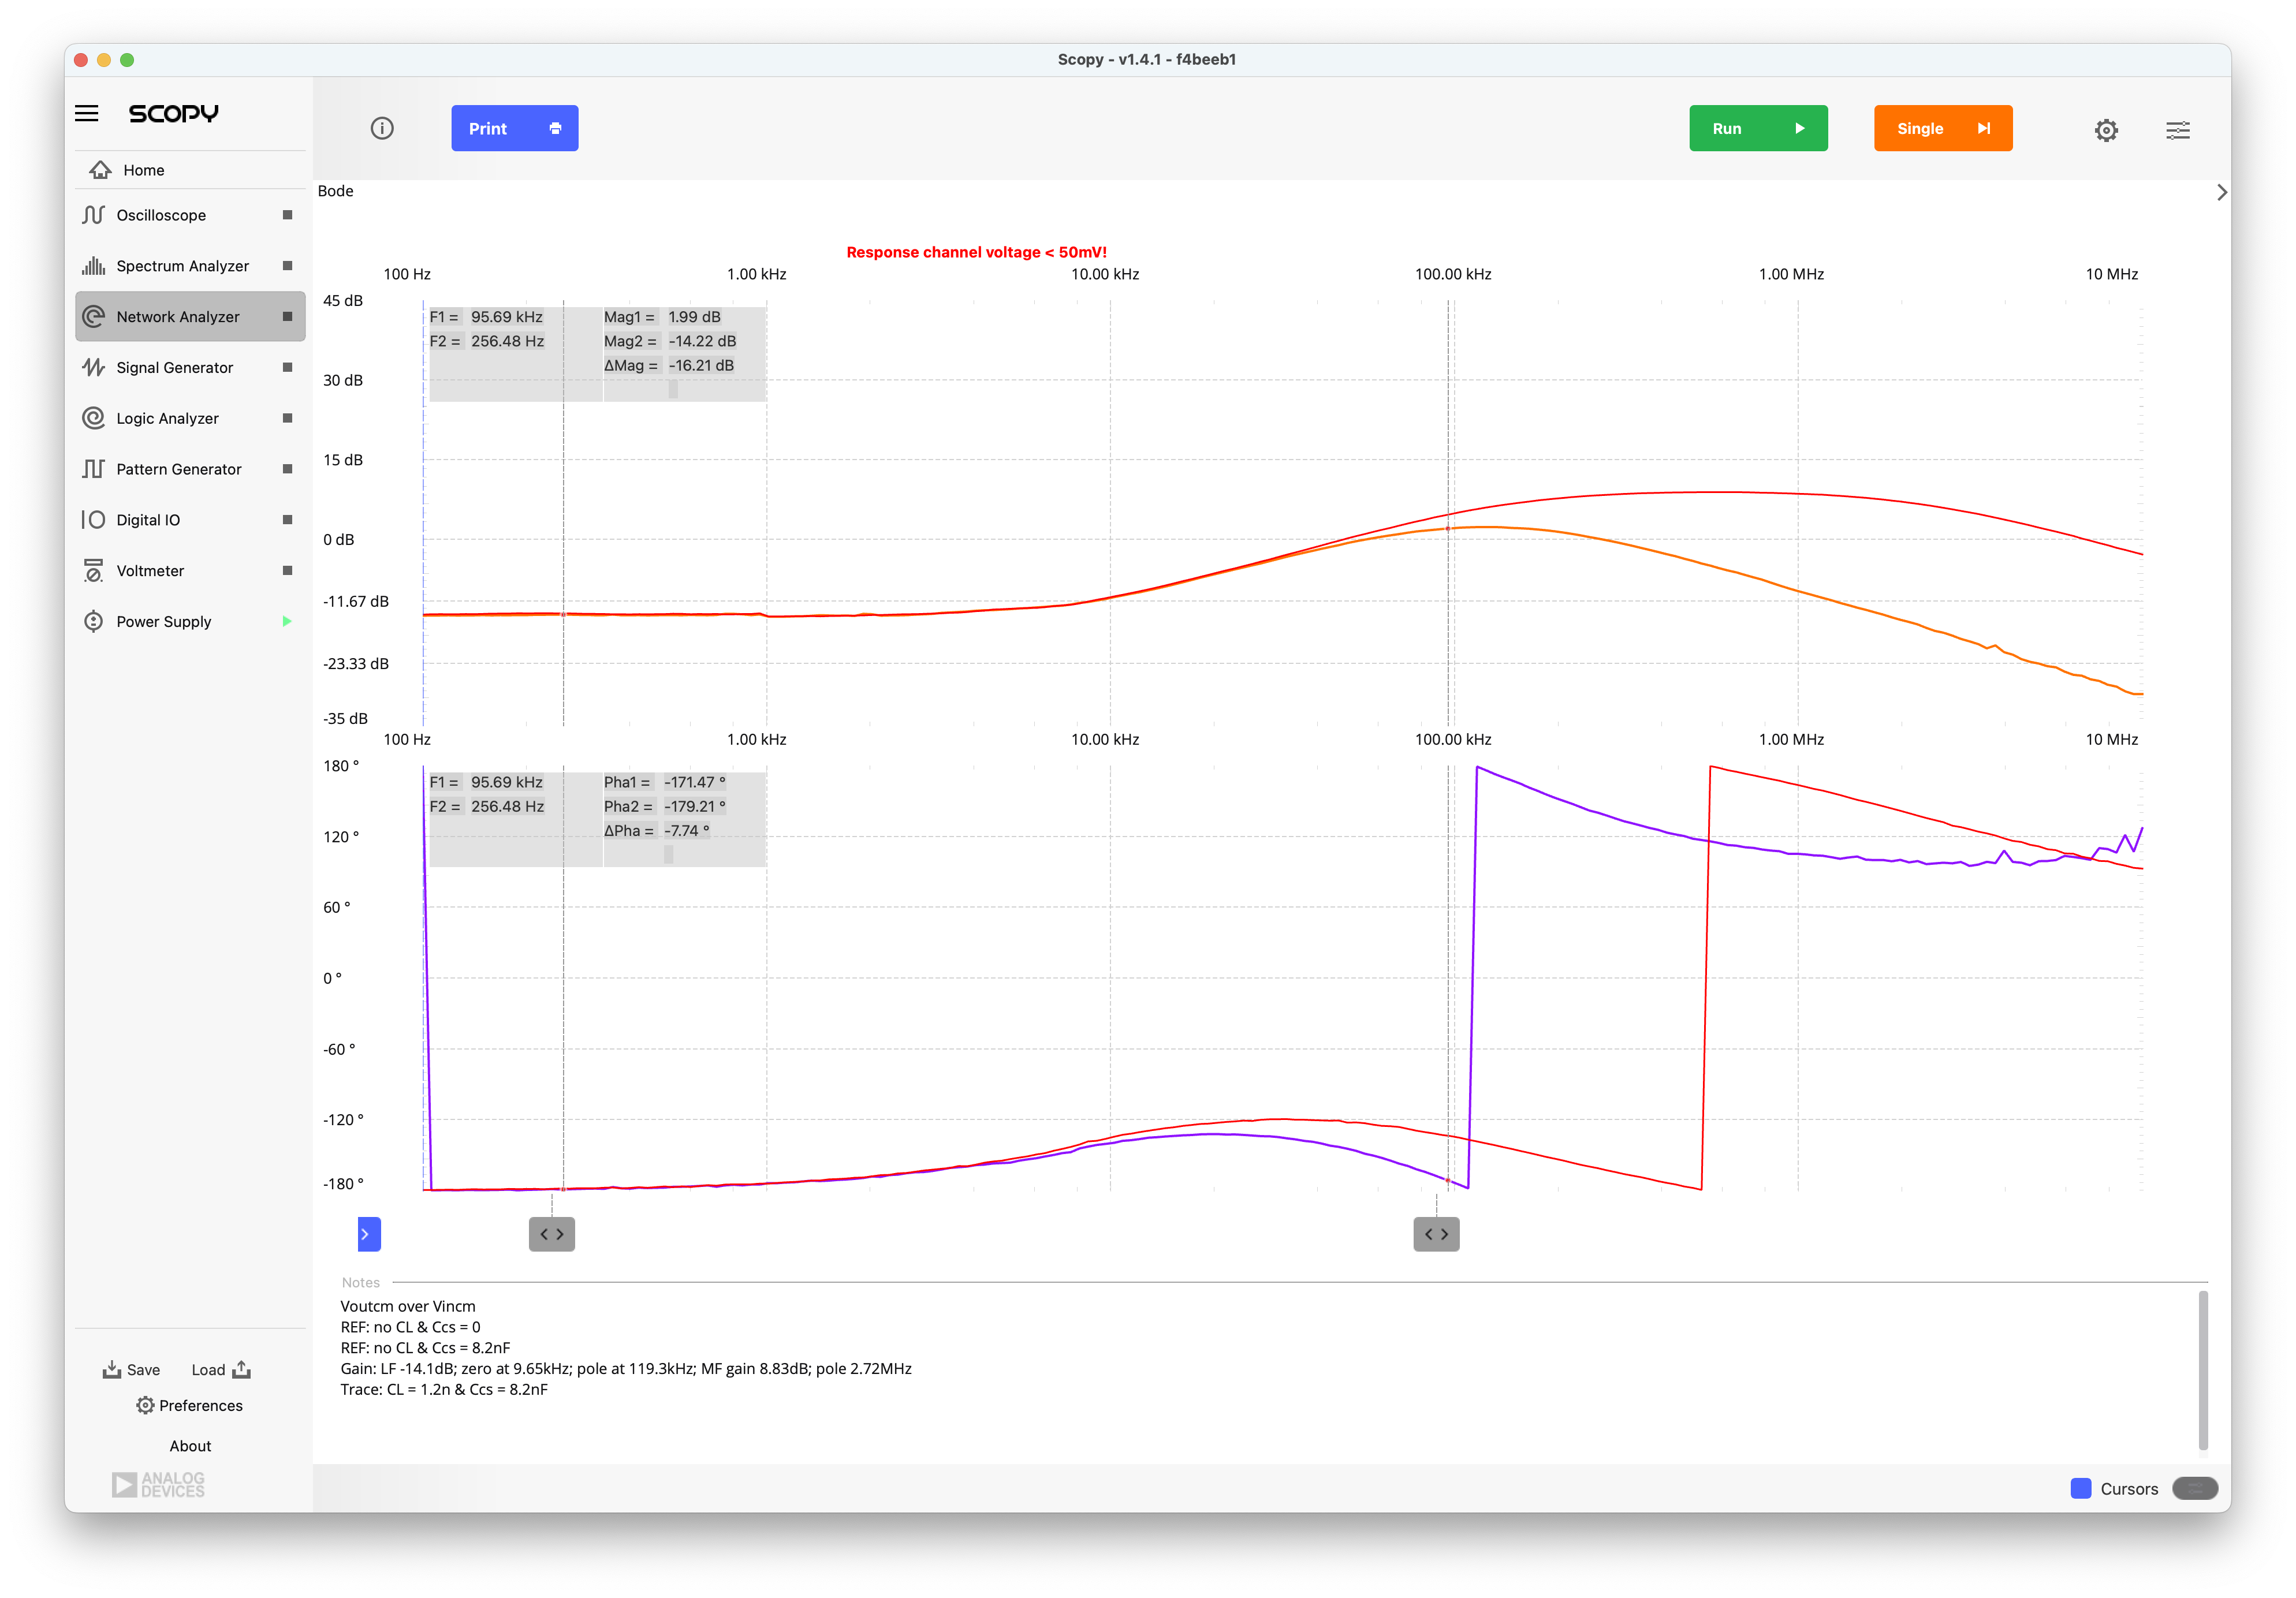 Scopy - v1.4.1 - f4beeb1
SCOPY
Print
Run
Single
Home
Oscilloscope
Spectrum Analyzer
Network Analyzer
Signal Generator
Logic Analyzer
Pattern Generator
Digital IO
Voltmeter
Power Supply
Save Load
Preferences
About
ANALOG
DEVICES
Bode
Response channel voltage < 50mV!
100 Hz 1.00 kHz 10.00 kHz 100.00 kHz 1.00 MHz 10 MHz
45 dB
30 dB
15 dB
0 dB
-11.67 dB
-23.33 dB
-35 dB
F1 = 95.69 kHz Mag1 = 1.99 dB
F2 = 256.48 Hz Mag2 = -14.22 dB
ΔMag = -16.21 dB
100 Hz 1.00 kHz 10.00 kHz 100.00 kHz 1.00 MHz 10 MHz
180 °
120 °
60 °
0 °
-60 °
-120 °
-180 °
F1 = 95.69 kHz Pha1 = -171.47 °
F2 = 256.48 Hz Pha2 = -179.21 °
ΔPha = -7.74 °
Notes
Voutcm over Vincm
REF: no CL & Ccs = 0
REF: no CL & Ccs = 8.2nF
Gain: LF -14.1dB; zero at 9.65kHz; pole at 119.3kHz; MF gain 8.83dB; pole 2.72MHz
Trace: CL = 1.2n & Ccs = 8.2nF
Cursors